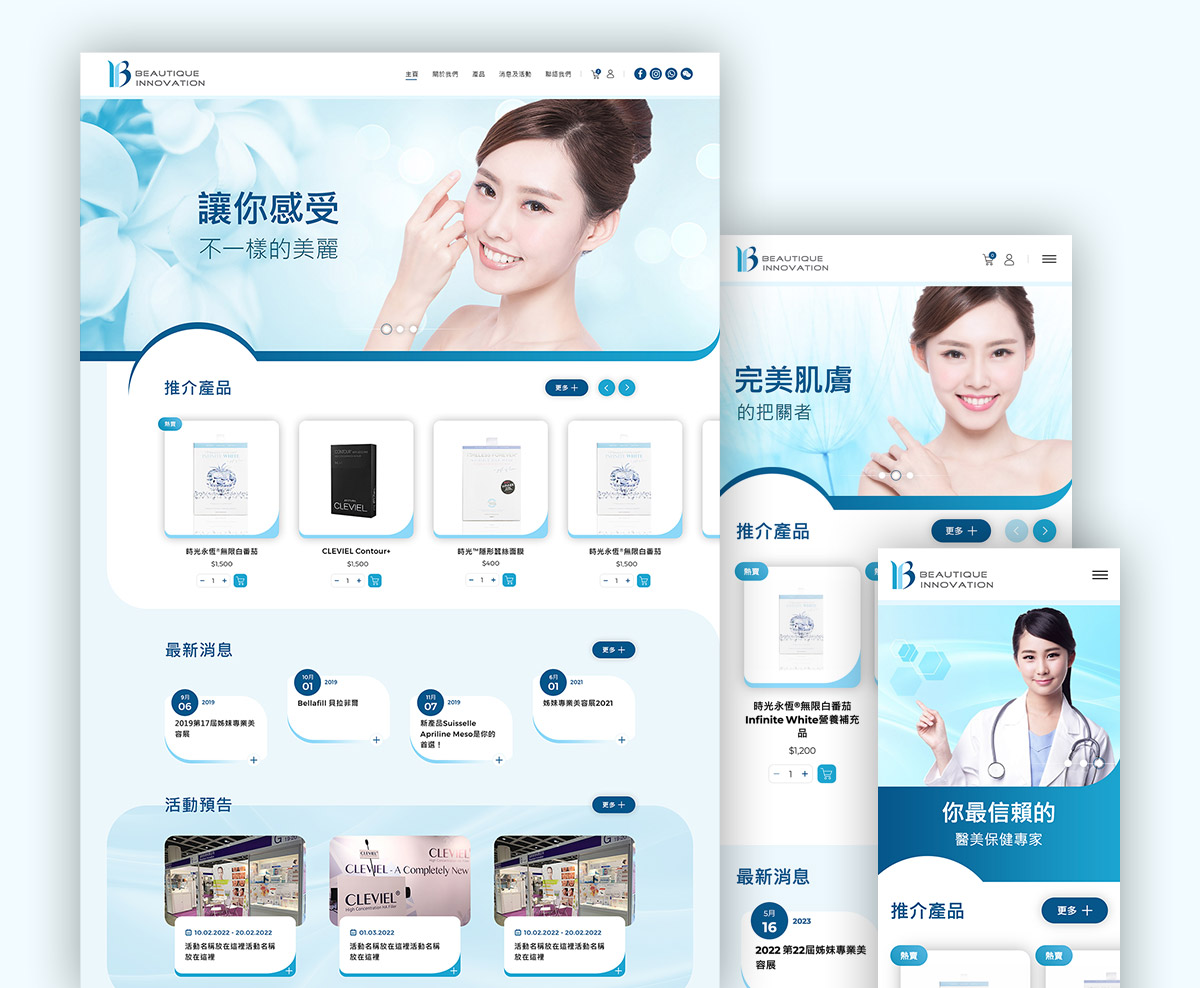 BEAUTIQUE
INNOVATION
主頁 關於我們 產品 消息及活動 聯絡我們
讓你感受
不一樣的美麗
推介產品
更多 +
熱賣
CLEVIEL
時光永恆®無限白番茄
$1,500
− 1 +
CLEVIEL Contour+
$1,500
− 1 +
時光™隱形蠶絲面膜
$400
− 1 +
時光永恆®無限白番茄
$1,500
− 1 +
最新消息
更多 +
9月
06
2019
2019第17屆姊妹專業美
容展
10月
01
2019
Bellafill 貝拉菲爾
11月
07
2019
新產品Suisselle
Apriline Meso是你的
首選！
6月
01
2021
姊妹專業美容展2021
活動預告
更多 +
CLEVIEL
CLEVIEL
CLEVIEL - A Completely New
CLEVIEL®
High Concentration HA Filler
10.02.2022 - 20.02.2022
活動名稱放在這裡活動名稱
放在這裡
01.03.2022
活動名稱放在這裡活動名稱
放在這裡
10.02.2022 - 20.02.2022
活動名稱放在這裡活動名稱
放在這裡
BEAUTIQUE
INNOVATION
完美肌膚
的把關者
推介產品
更多 +
熱賣
時光永恆®無限白番茄
Infinite White營養補充
品
$1,200
− 1 +
最新消息
5月
16
2023
2022 第22屆姊妹專業美
容展
BEAUTIQUE
INNOVATION
你最信賴的
醫美保健專家
推介產品
更多 +
熱賣
熱賣